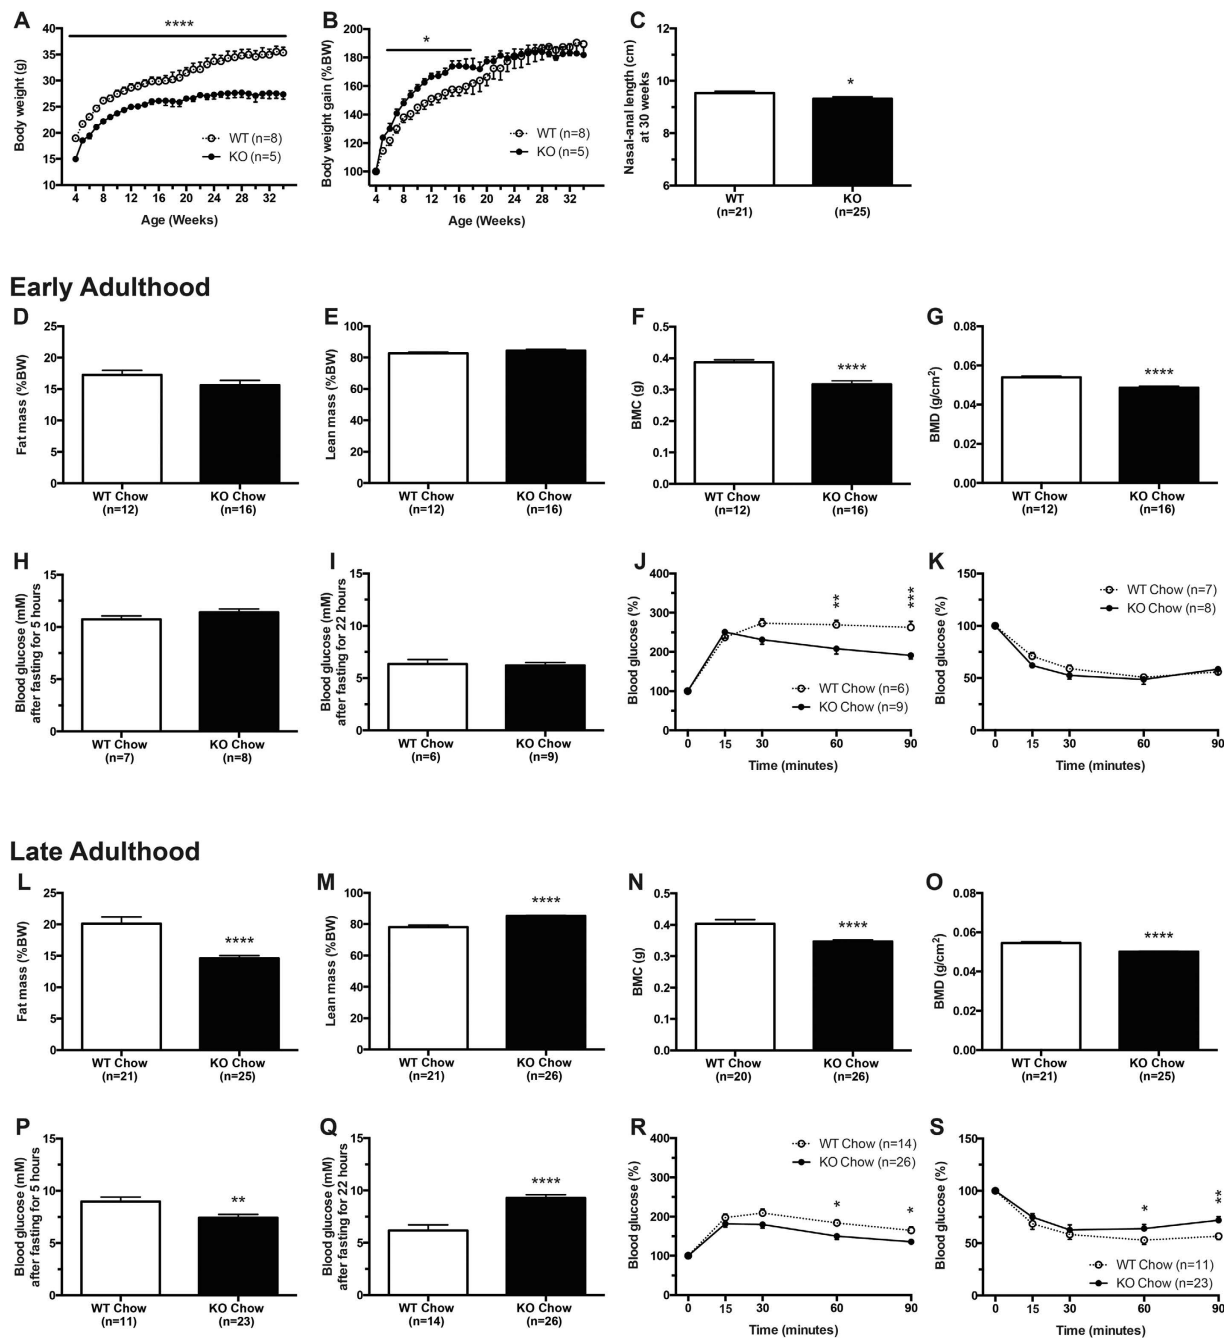 A
****
Body weight (g)
40
35
30
25
20
15
10
WT (n=8)
KO (n=5)
4 8 12 16 20 24 28 32
Age (Weeks)
B
*
Body weight gain (%BW)
200
180
160
140
120
100
WT (n=8)
KO (n=5)
4 8 12 16 20 24 28 32
Age (Weeks)
C
Nasal-anal length (cm)
at 30 weeks
12
10
8
6
*
WT
(n=21)
KO
(n=25)
Early Adulthood
D
Fat mass (%BW)
25
20
15
10
5
0
WT Chow
(n=12)
KO Chow
(n=16)
E
Lean mass (%BW)
100
80
60
40
20
0
WT Chow
(n=12)
KO Chow
(n=16)
F
BMC (g)
0.5
0.4
0.3
0.2
0.1
0.0
****
WT Chow
(n=12)
KO Chow
(n=16)
G
BMD (g/cm²)
0.08
0.06
0.04
0.02
0.00
****
WT Chow
(n=12)
KO Chow
(n=16)
H
Blood glucose (mM)
after fasting for 5 hours
15
10
5
0
WT Chow
(n=7)
KO Chow
(n=8)
I
Blood glucose (mM)
after fasting for 22 hours
15
10
5
0
WT Chow
(n=6)
KO Chow
(n=9)
J
Blood glucose (%)
400
300
200
100
0
**
***
WT Chow (n=6)
KO Chow (n=9)
0 15 30 60 90
Time (minutes)
K
Blood glucose (%)
150
100
50
0
WT Chow (n=7)
KO Chow (n=8)
0 15 30 60 90
Time (minutes)
Late Adulthood
L
Fat mass (%BW)
25
20
15
10
5
0
****
WT Chow
(n=21)
KO Chow
(n=25)
M
Lean mass (%BW)
100
80
60
40
20
0
****
WT Chow
(n=21)
KO Chow
(n=26)
N
BMC (g)
0.5
0.4
0.3
0.2
0.1
0.0
****
WT Chow
(n=20)
KO Chow
(n=26)
O
BMD (g/cm²)
0.08
0.06
0.04
0.02
0.00
****
WT Chow
(n=21)
KO Chow
(n=25)
P
Blood glucose (mM)
after fasting for 5 hours
15
10
5
0
**
WT Chow
(n=11)
KO Chow
(n=23)
Q
Blood glucose (mM)
after fasting for 22 hours
15
10
5
0
****
WT Chow
(n=14)
KO Chow
(n=26)
R
Blood glucose (%)
400
300
200
100
0
WT Chow (n=14)
KO Chow (n=26)
*
*
0 15 30 60 90
Time (minutes)
S
Blood glucose (%)
150
100
50
0
*
**
WT Chow (n=11)
KO Chow (n=23)
0 15 30 60 90
Time (minutes)